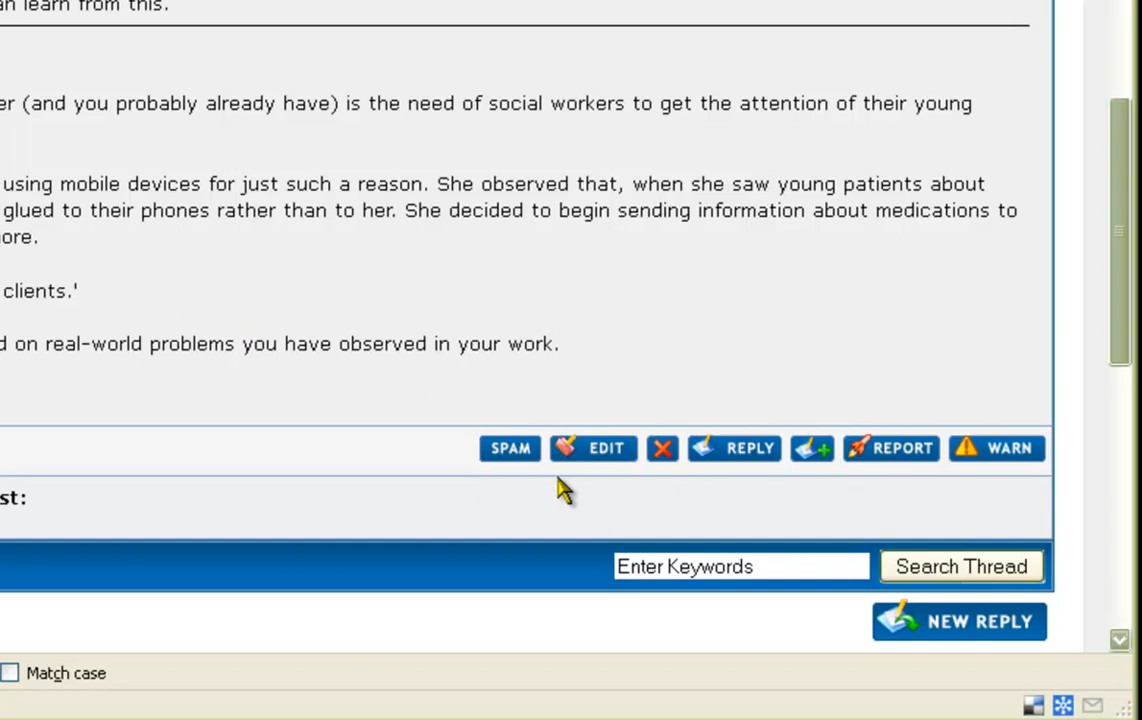 an learn from this.
er (and you probably already have) is the need of social workers to get the attention of their young
using mobile devices for just such a reason. She observed that, when she saw young patients about
glued to their phones rather than to her. She decided to begin sending information about medications to
ore.
clients.'
d on real-world problems you have observed in your work.
SPAM EDIT REPLY REPORT WARN
st:
Enter Keywords Search Thread
NEW REPLY
Match case